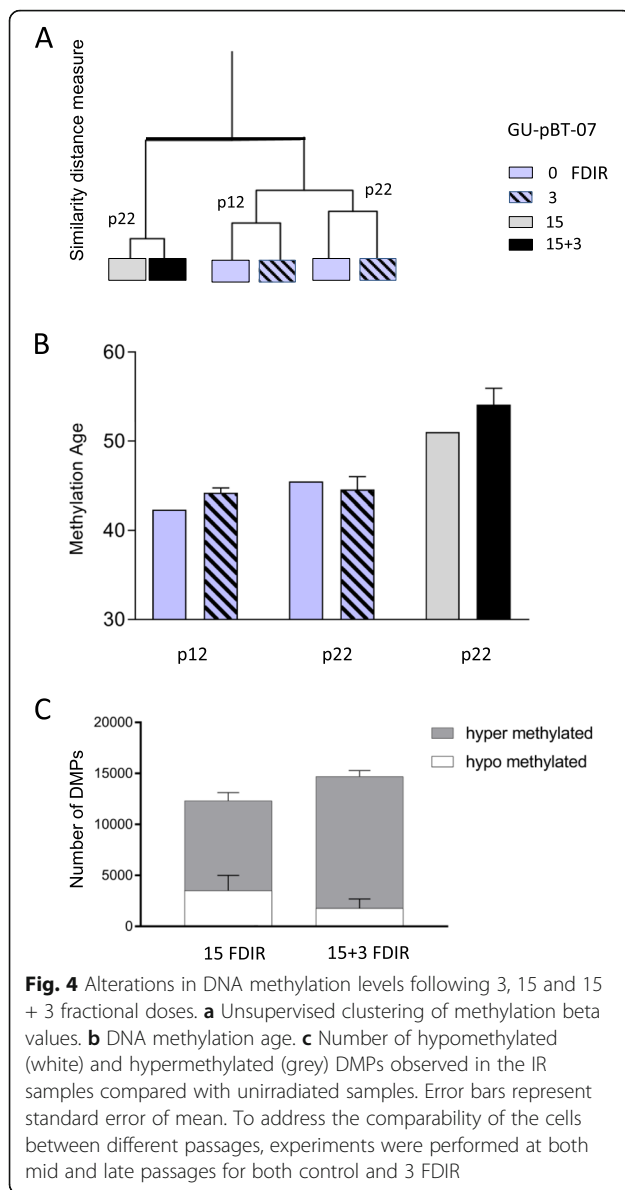 A
Similarity distance measure
p22
p12
p22
GU-pBT-07
0 FDIR
3
15
15+3
B
Methylation Age
60
50
40
30
p12
p22
p22
C
Number of DMPs
20000
15000
10000
5000
0
15 FDIR
15+3 FDIR
hyper methylated
hypo methylated
Fig. 4 Alterations in DNA methylation levels following 3, 15 and 15
+ 3 fractional doses. a Unsupervised clustering of methylation beta
values. b DNA methylation age. c Number of hypomethylated
(white) and hypermethylated (grey) DMPs observed in the IR
samples compared with unirradiated samples. Error bars represent
standard error of mean. To address the comparability of the cells
between different passages, experiments were performed at both
mid and late passages for both control and 3 FDIR